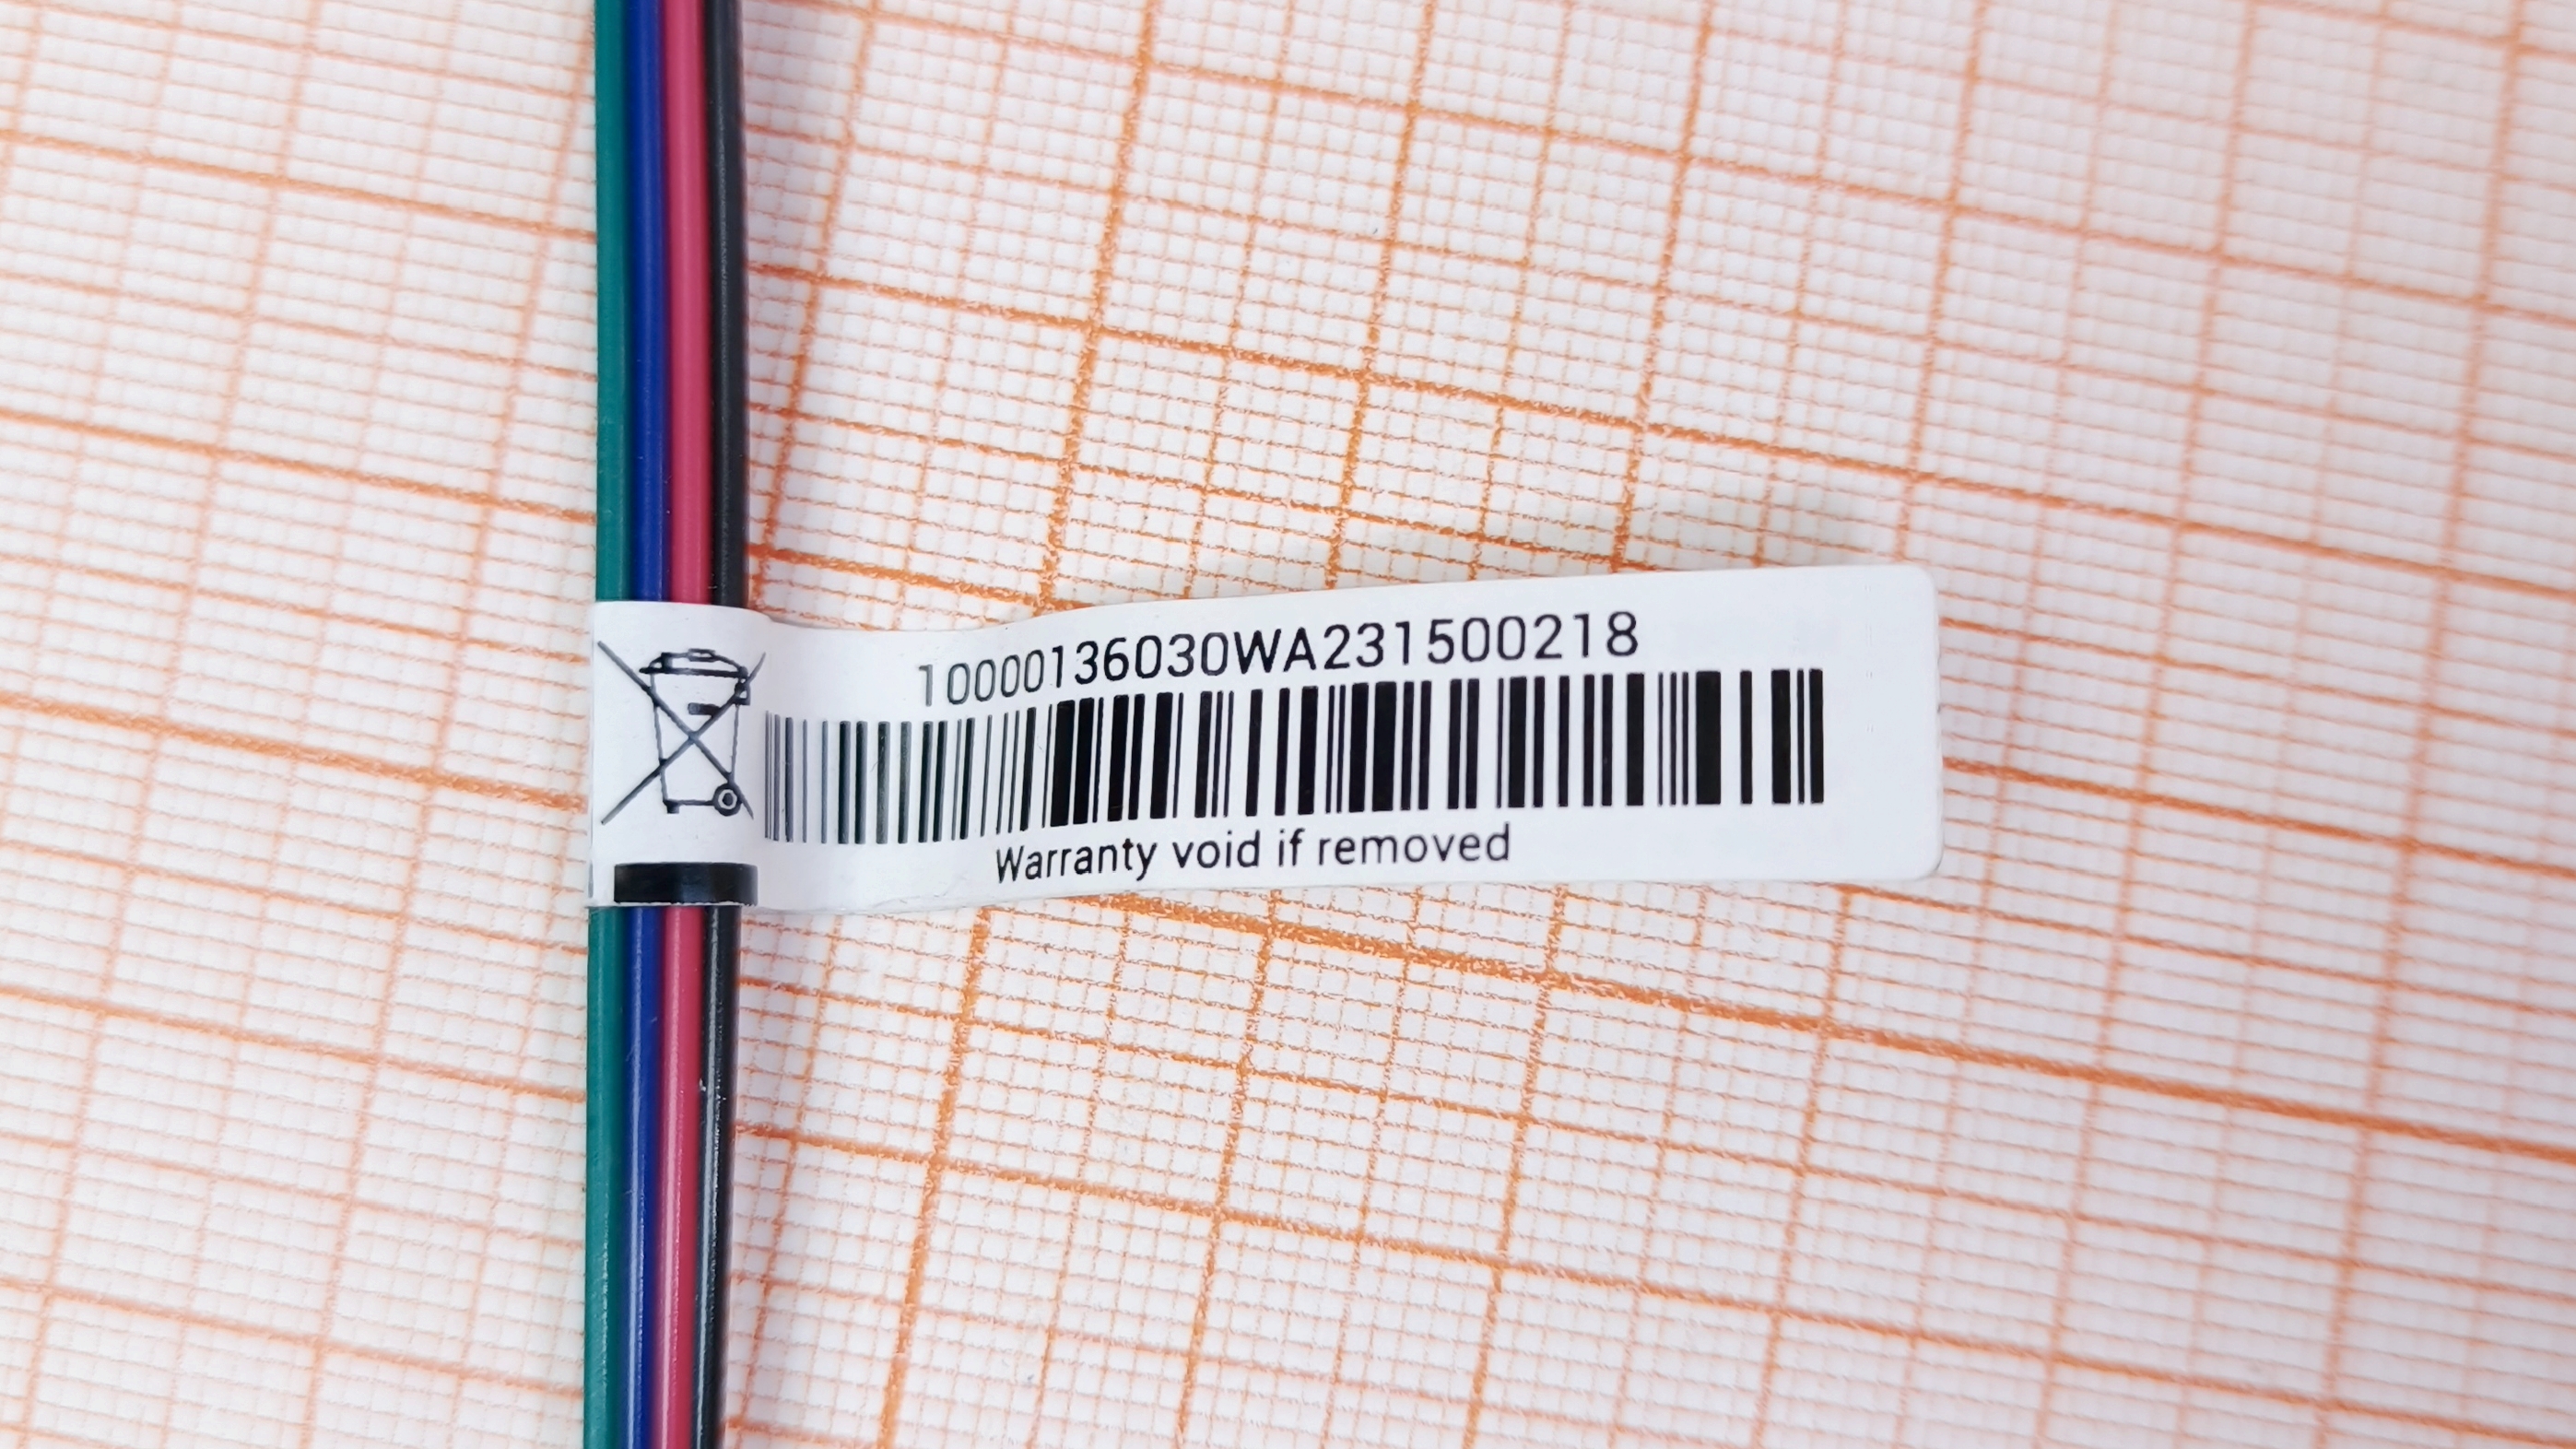 10000136030WA231500218
Warranty void if removed